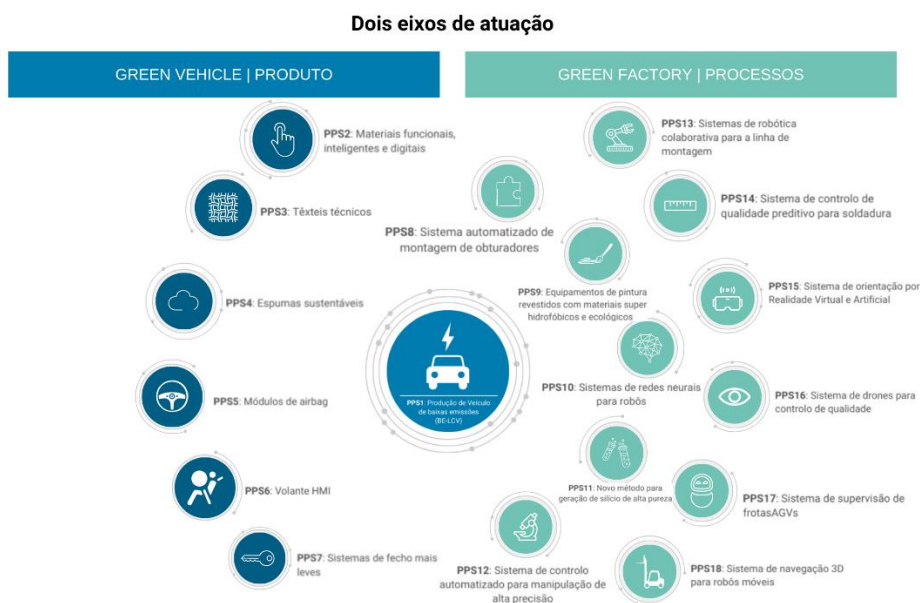 Dois eixos de atuação
GREEN VEHICLE | PRODUTO
PPS2: Materiais funcionais,
inteligentes e digitais
PPS3: Têxteis técnicos
PPS4: Espumas sustentáveis
PPS5: Módulos de airbag
PPS6: Volante HMI
PPS7: Sistemas de fecho mais
leves
PPS1: Produção de Veículo
de baixas emissões
(BE-LCV)
GREEN FACTORY | PROCESSOS
PPS8: Sistema automatizado de
montagem de obturadores
PPS9: Equipamentos de pintura
revestidos com materiais super
hidrofóbicos e ecológicos
PPS10: Sistemas de redes neurais
para robôs
PPS11: Novo método para
geração de silício de alta pureza
PPS12: Sistema de controlo
automatizado para manipulação de
alta precisão
PPS13: Sistemas de robótica
colaborativa para a linha de
montagem
PPS14: Sistema de controlo de
qualidade preditivo para soldadura
PPS15: Sistema de orientação por
Realidade Virtual e Artificial
PPS16: Sistema de drones para
controlo de qualidade
PPS17: Sistema de supervisão de
frotasAGVs
PPS18: Sistema de navegação 3D
para robôs móveis